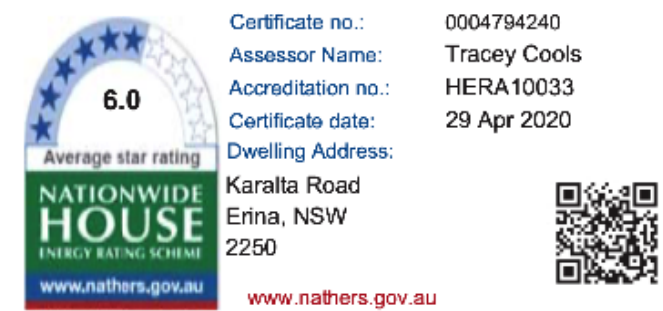 6.0
Average star rating
NATIONWIDE
HOUSE
ENERGY RATING SCHEME
www.nathers.gov.au
Certificate no.: 0004794240
Assessor Name: Tracey Cools
Accreditation no.: HERA10033
Certificate date: 29 Apr 2020
Dwelling Address:
Karalta Road
Erina, NSW
2250
www.nathers.gov.au